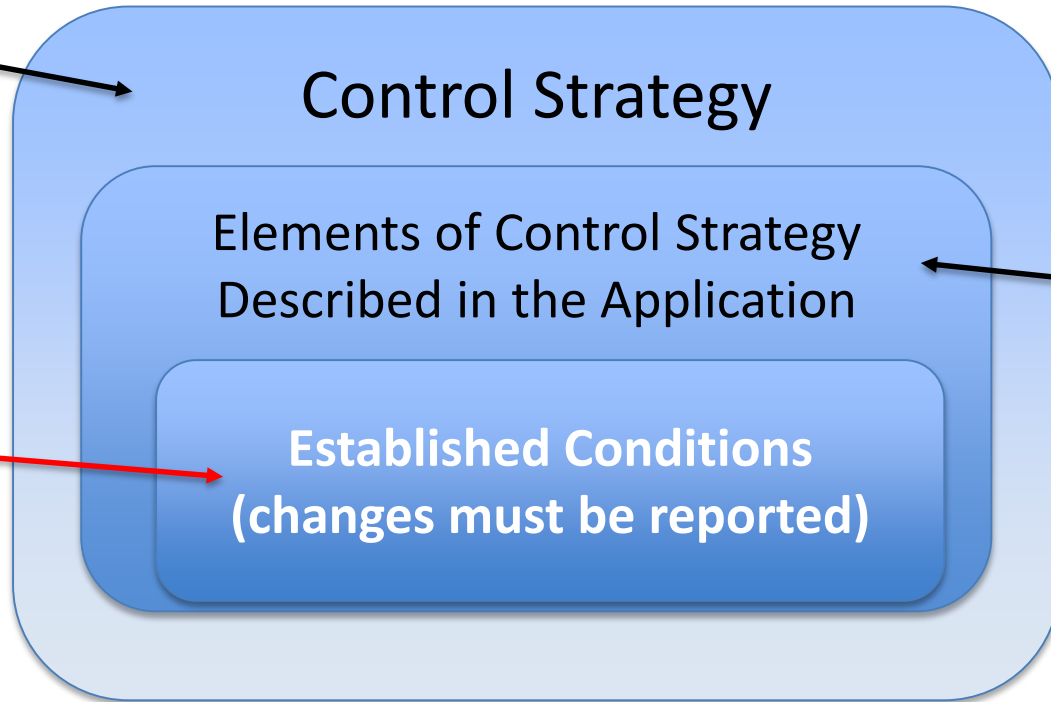 Control Strategy
Elements of Control Strategy
Described in the Application
Established Conditions
(changes must be reported)